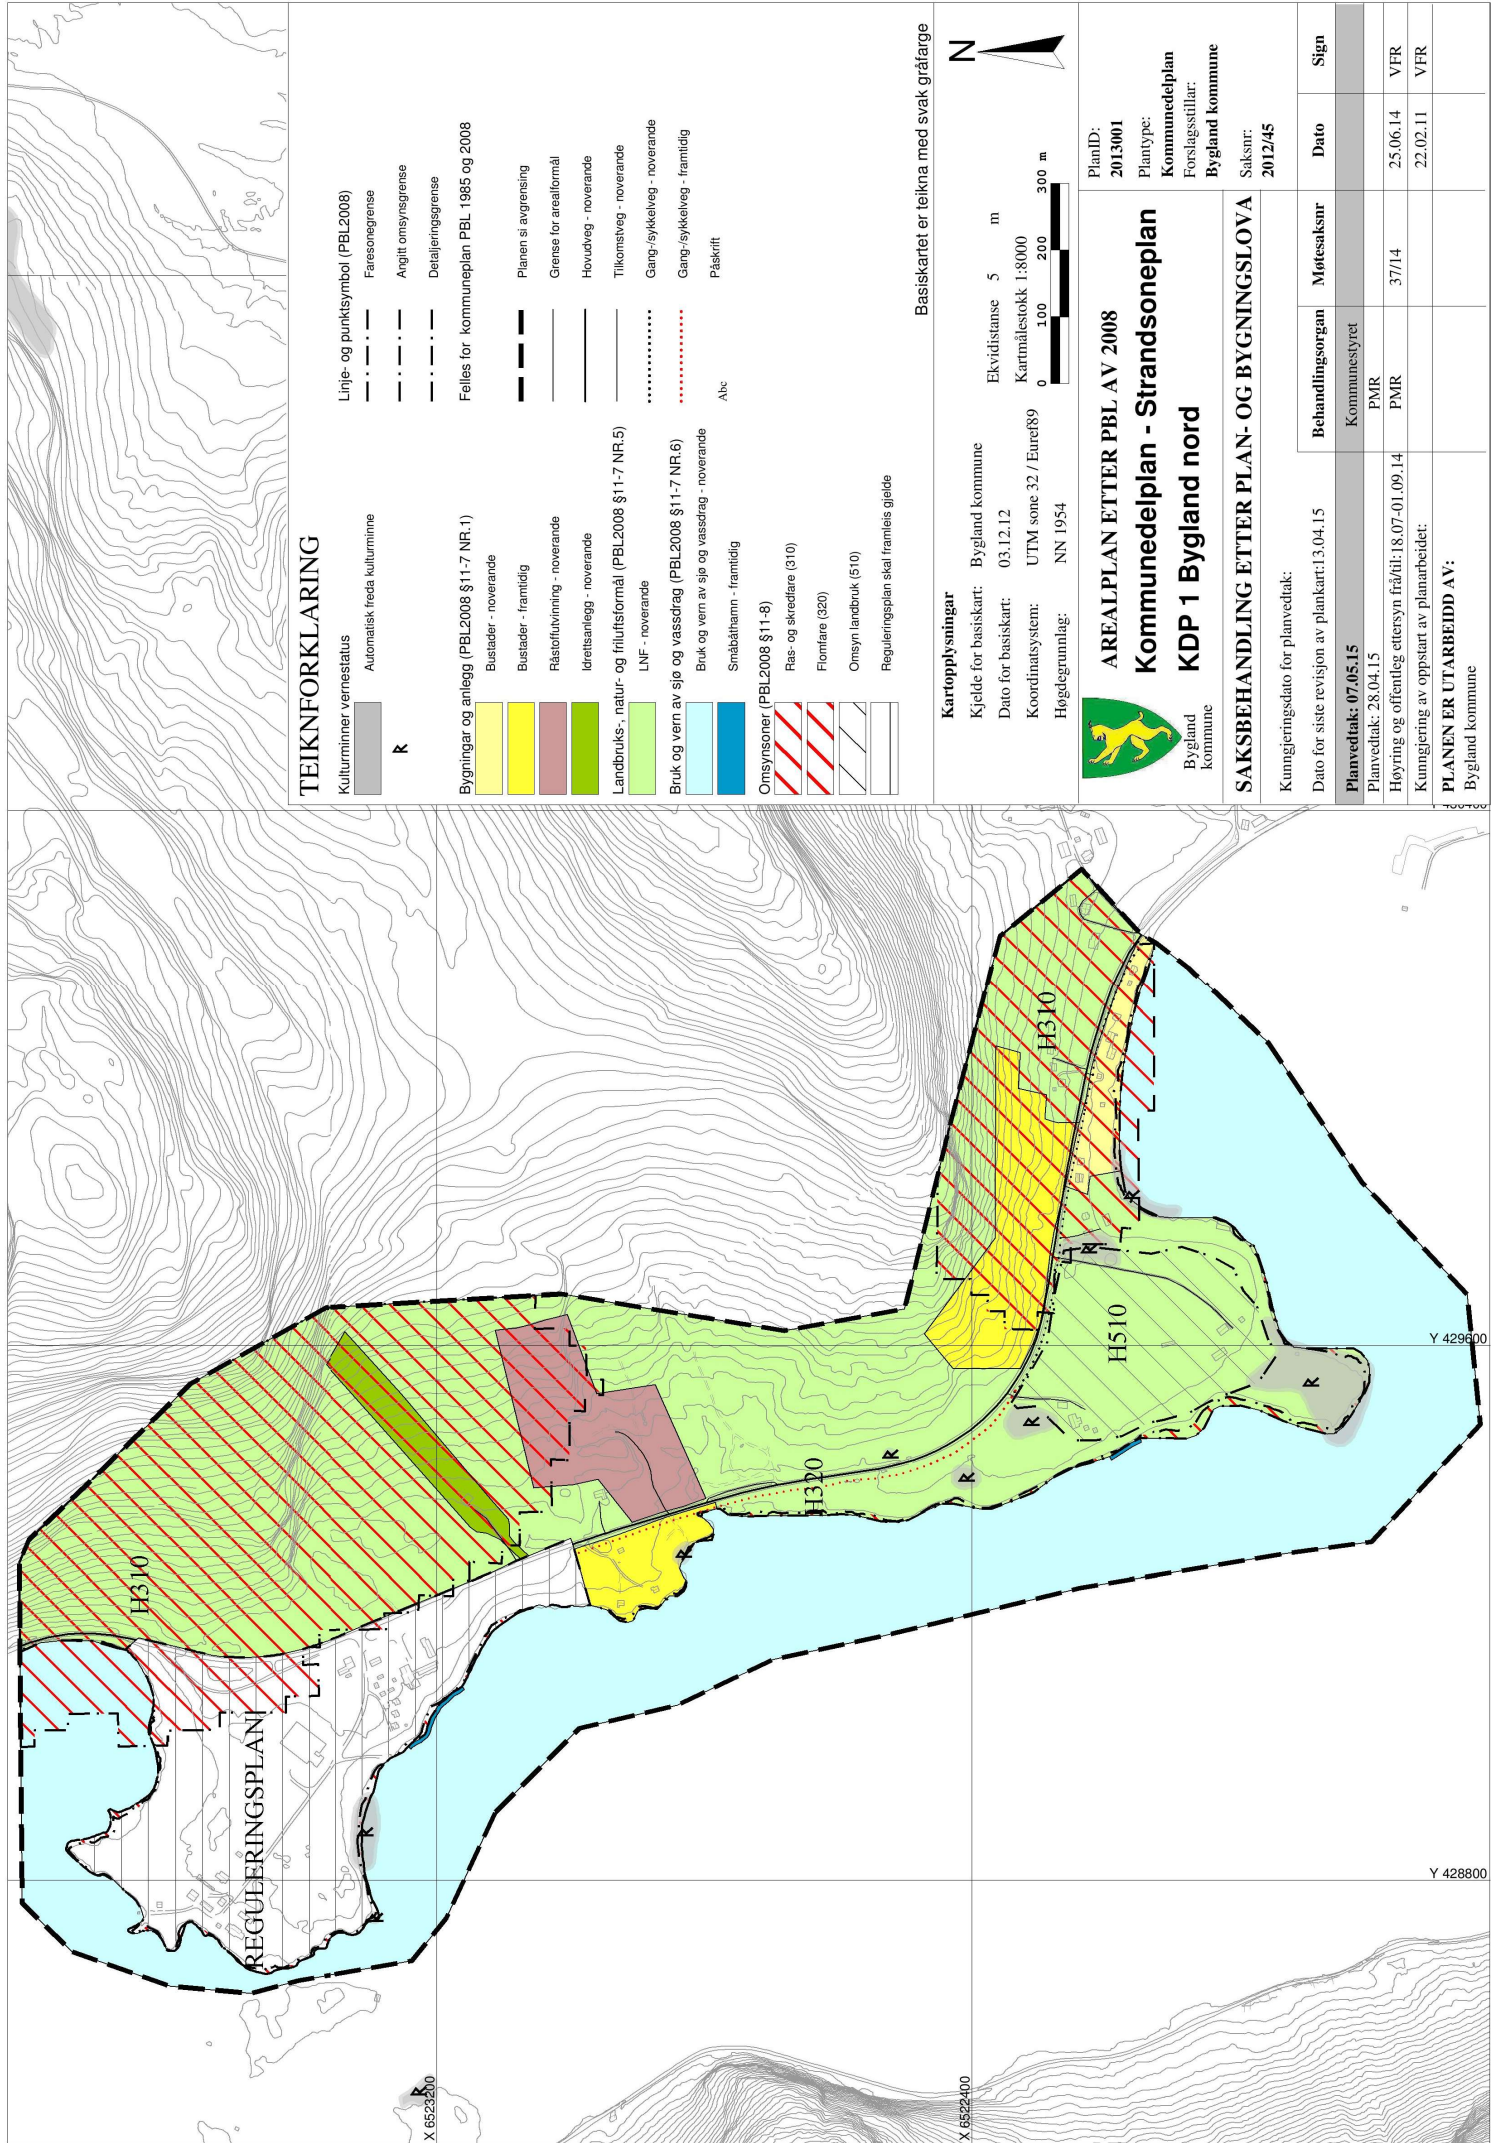 TEIKNFORKLARING
Kulturminner vernestatus
Automatisk freda kulturminne
R
Bygningar og anlegg (PBL2008 §11-7 NR.1)
Bustader - noverande
Bustader - framtidig
Råstoffutvinning - noverande
Idrettsanlegg - noverande
Landbruks-, natur- og friluftsformål (PBL2008 §11-7 NR.5)
LNF - noverande
Bruk og vern av sjø og vassdrag (PBL2008 §11-7 NR.6)
Bruk og vern av sjø og vassdrag - noverande
Småbåthamn - framtidig
Omsynsoner (PBL2008 §11-8)
Ras- og skredfare (310)
Flomfare (320)
Omsyn landbruk (510)
Reguleringsplan skal framleis gjelde
Linje- og punktsymbol (PBL2008)
Faresonegrense
Angitt omsynsgrense
Detaljeringsgrense
Felles for kommuneplan PBL 1985 og 2008
Planen si avgrensing
Grense for arealformål
Hovudveg - noverande
Tilkomstveg - noverande
Gang-/sykkelveg - noverande
Gang-/sykkelveg - framtidig
Abc Påskrift
Basiskartet er teikna med svak gråfarge
Kartopplysningar
Kjelde for basiskart: Bygland kommune
Dato for basiskart: 03.12.12
Koordinatsystem: UTM sone 32 / Euref89
Høgdegrunnlag: NN 1954
Ekvidistanse 5 m
Kartmålestokk 1:8000
0 100 200 300 m
N
Bygland
kommune
AREALPLAN ETTER PBL AV 2008
Kommunedelplan - Strandsoneplan
KDP 1 Bygland nord
PlanID:
2013001
Plantype:
Kommunedelplan
Forslagsstillar:
Bygland kommune
Saksnr:
2012/45
SAKSBEHANDLING ETTER PLAN- OG BYGNINGSLOVA
Kunngjeringsdato for planvedtak:
Dato for siste revisjon av plankart:13.04.15 Behandlingsorgan Møtesaksnr Dato Sign
Planvedtak: 07.05.15 Kommunestyret
Planvedtak: 28.04.15 PMR
Høyring og offentleg ettersyn frå/til:18.07-01.09.14 PMR 37/14 25.06.14 VFR
Kunngjering av oppstart av planarbeidet: 22.02.11 VFR
PLANEN ER UTARBEIDD AV:
Bygland kommune
H310
REGULERINGSPLAN
H320
H310
H510
R
R
R
R
R
R
R
R
R
R
R
X 6523200
X 6522400
Y 428800
Y 429600